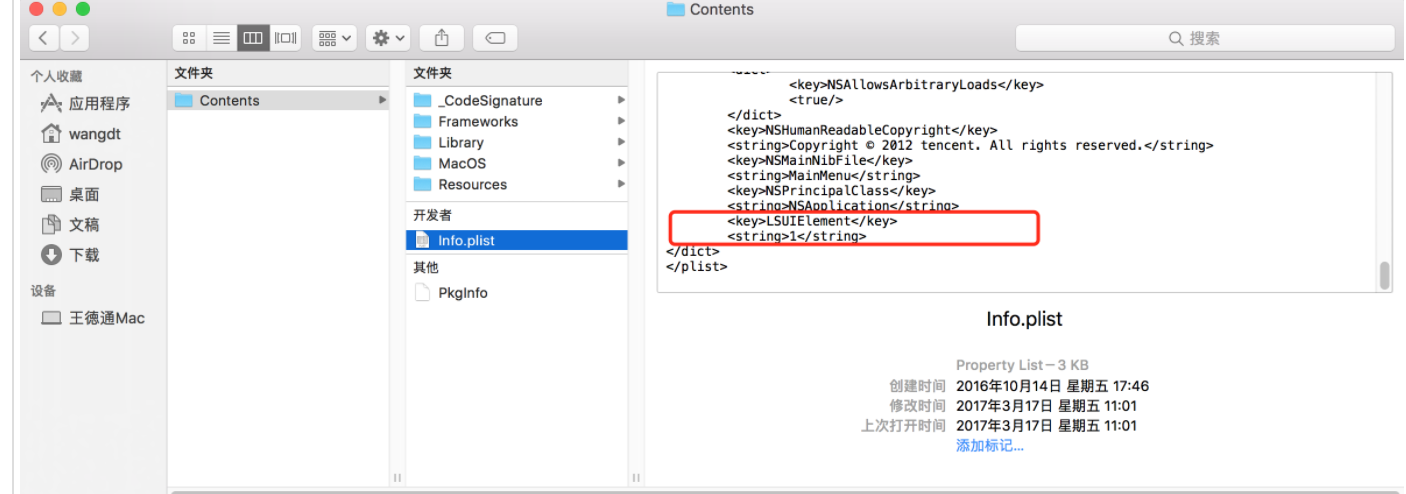 Contents
搜索
个人收藏
应用程序
wangdt
AirDrop
桌面
文稿
下载
设备
王德通Mac
文件夹
Contents
文件夹
_CodeSignature
Frameworks
Library
MacOS
Resources
开发者
Info.plist
其他
PkgInfo
<key>NSAllowsArbitraryLoads</key>
<true/>
</dict>
<key>NSHumanReadableCopyright</key>
<string>Copyright © 2012 tencent. All rights reserved.</string>
<key>NSMainNibFile</key>
<string>MainMenu</string>
<key>NSPrincipalClass</key>
<string>NSApplication</string>
<key>LSUIElement</key>
<string>1</string>
</dict>
</plist>
Info.plist
Property List－3 KB
创建时间 2016年10月14日 星期五 17:46
修改时间 2017年3月17日 星期五 11:01
上次打开时间 2017年3月17日 星期五 11:01
添加标记...